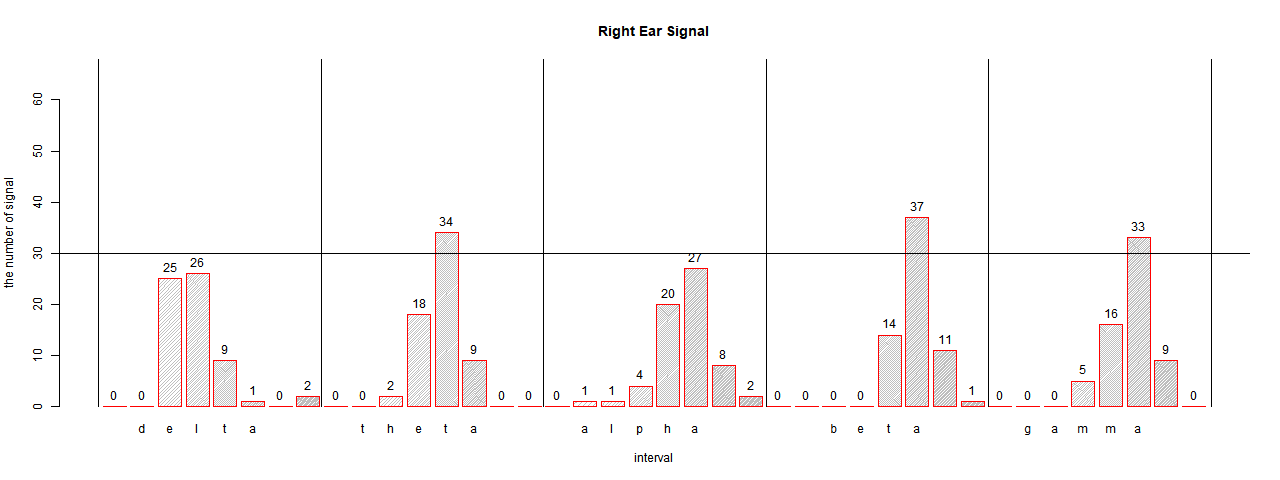 Right Ear Signal
the number of signal
60
50
40
30
20
10
0
0 0 25 26 9 1 0 2
0 0 2 18 34 9 0 0
0 1 1 4 20 27 8 2
0 0 0 0 14 37 11 1
0 0 0 5 16 33 9 0
d e l t a t h e t a a l p h a b e t a g a m m a
interval